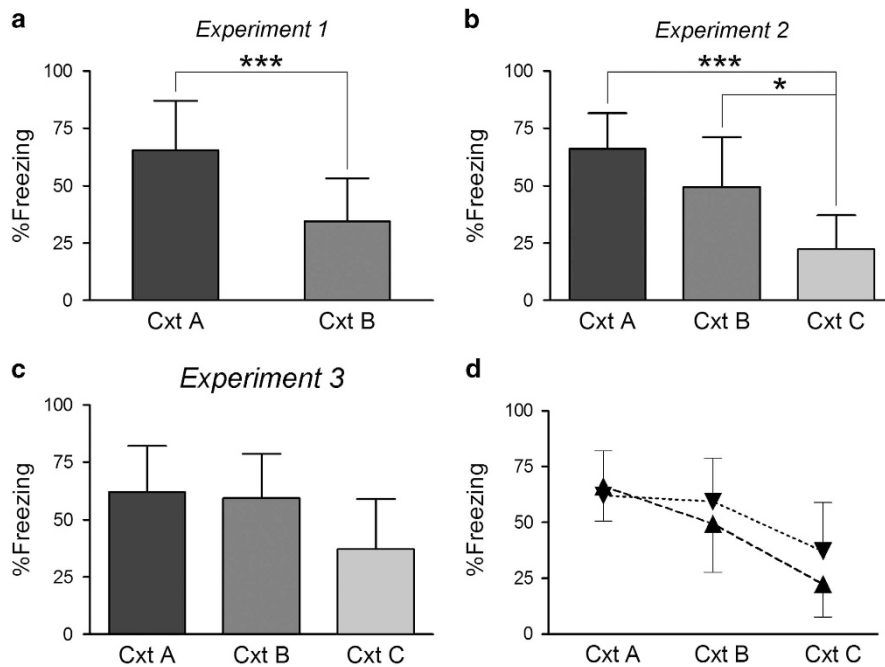 a
Experiment 1
***
100
75
50
25
0
%Freezing
Cxt A
Cxt B
b
Experiment 2
***
*
100
75
50
25
0
%Freezing
Cxt A
Cxt B
Cxt C
c
Experiment 3
100
75
50
25
0
%Freezing
Cxt A
Cxt B
Cxt C
d
100
75
50
25
0
%Freezing
Cxt A
Cxt B
Cxt C